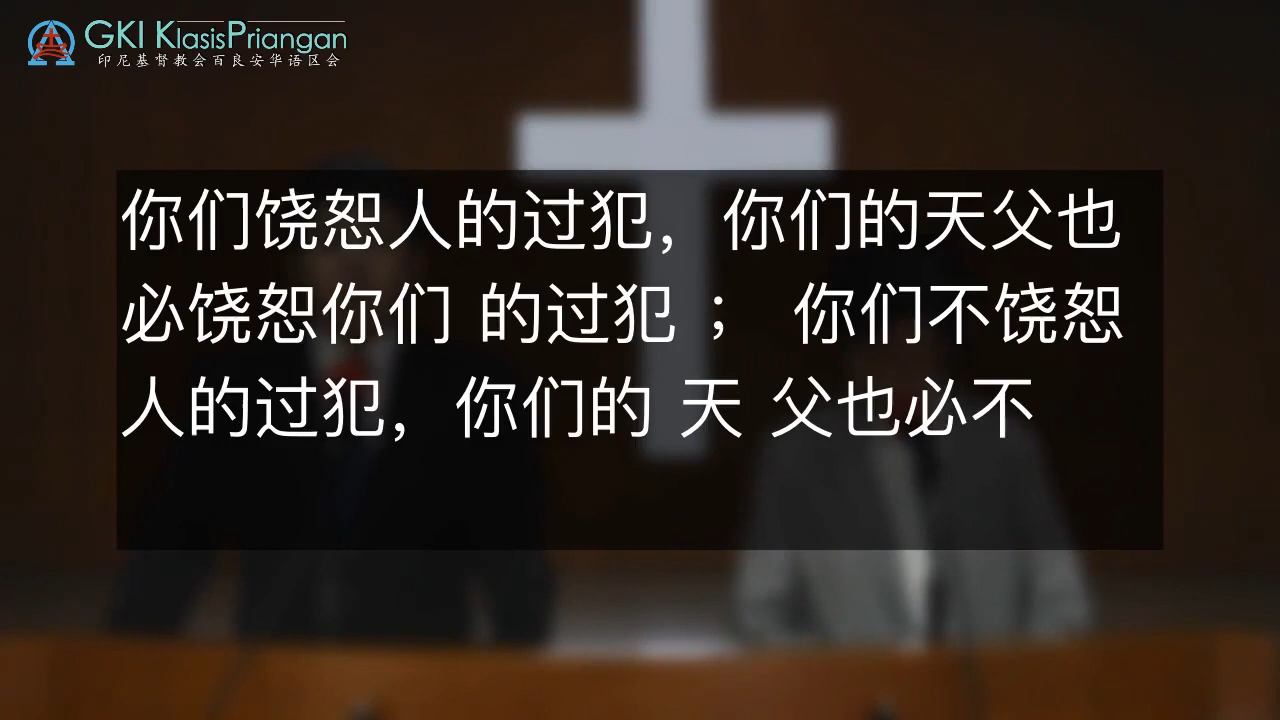 GKI KlasisPriangan
印尼基督教会百良安华语区会
你们饶恕人的过犯，你们的天父也
必饶恕你们 的过犯 ； 你们不饶恕
人的过犯，你们的 天 父也必不